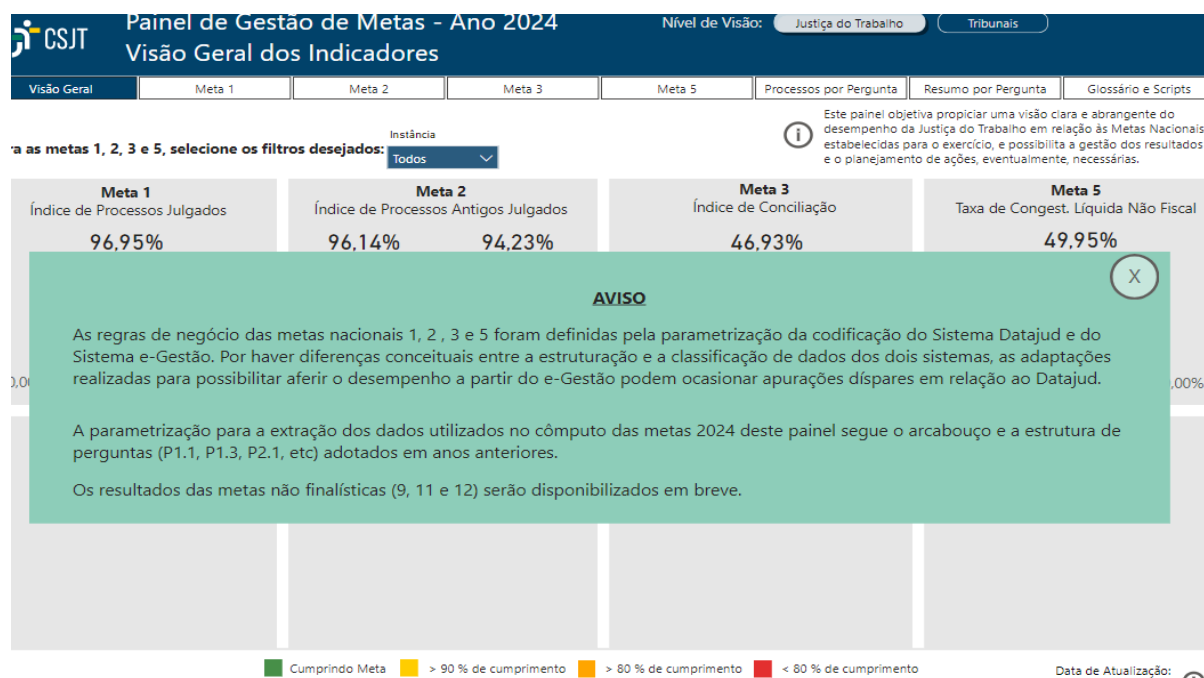 CSJT
Painel de Gestão de Metas - Ano 2024
Visão Geral dos Indicadores
Nível de Visão:
Justiça do Trabalho
Tribunais
Visão Geral
Meta 1
Meta 2
Meta 3
Meta 5
Processos por Pergunta
Resumo por Pergunta
Glossário e Scripts
as metas 1, 2, 3 e 5, selecione os filtros desejados:
Instância
Todos
Este painel objetiva propiciar uma visão clara e abrangente do
desempenho da Justiça do Trabalho em relação às Metas Nacionais
estabelecidas para o exercício, e possibilita a gestão dos resultados
e o planejamento de ações, eventualmente, necessárias.
Meta 1
Índice de Processos Julgados
96,95%
Meta 2
Índice de Processos Antigos Julgados
96,14% 94,23%
Meta 3
Índice de Conciliação
46,93%
Meta 5
Taxa de Congest. Líquida Não Fiscal
49,95%
X
AVISO
As regras de negócio das metas nacionais 1, 2 , 3 e 5 foram definidas pela parametrização da codificação do Sistema Datajud e do
Sistema e-Gestão. Por haver diferenças conceituais entre a estruturação e a classificação de dados dos dois sistemas, as adaptações
realizadas para possibilitar aferir o desempenho a partir do e-Gestão podem ocasionar apurações díspares em relação ao Datajud.
A parametrização para a extração dos dados utilizados no cômputo das metas 2024 deste painel segue o arcabouço e a estrutura de
perguntas (P1.1, P1.3, P2.1, etc) adotados em anos anteriores.
Os resultados das metas não finalísticas (9, 11 e 12) serão disponibilizados em breve.
,00%
Cumprindo Meta
> 90 % de cumprimento
> 80 % de cumprimento
< 80 % de cumprimento
Data de Atualização: